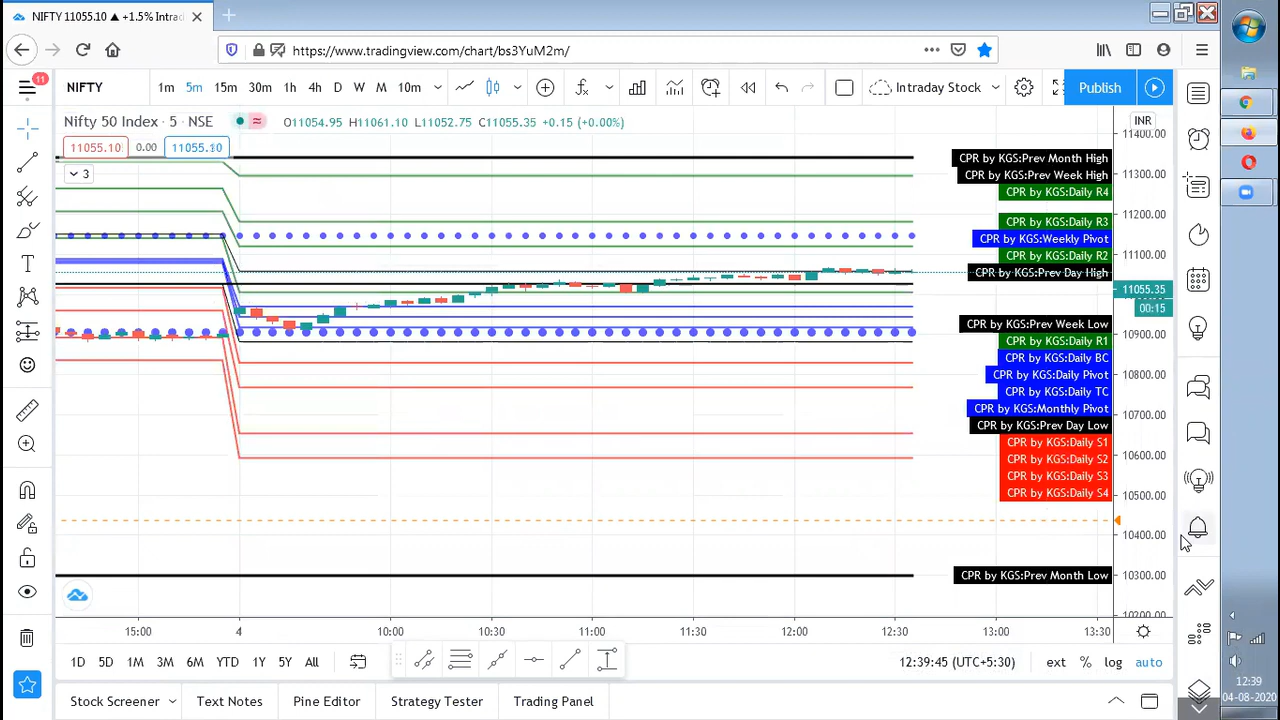 NIFTY 11055.10 ▲ +1.5% Intrad
https://www.tradingview.com/chart/bs3YuM2m/
11
NIFTY 1m 5m 15m 30m 1h 4h D W M 10m Intraday Stock Publish
Nifty 50 Index · 5 · NSE O11054.95 H11061.10 L11052.75 C11055.35 +0.15 (+0.00%)
INR
11055.10 0.00 11055.10
3
11400.00
11300.00
11200.00
11100.00
11055.35
00:15
10900.00
10800.00
10700.00
10600.00
10500.00
10400.00
10300.00
10200.00
CPR by KGS:Prev Month High
CPR by KGS:Prev Week High
CPR by KGS:Daily R4
CPR by KGS:Daily R3
CPR by KGS:Weekly Pivot
CPR by KGS:Daily R2
CPR by KGS:Prev Day High
CPR by KGS:Prev Week Low
CPR by KGS:Daily R1
CPR by KGS:Daily BC
CPR by KGS:Daily Pivot
CPR by KGS:Daily TC
CPR by KGS:Monthly Pivot
CPR by KGS:Prev Day Low
CPR by KGS:Daily S1
CPR by KGS:Daily S2
CPR by KGS:Daily S3
CPR by KGS:Daily S4
CPR by KGS:Prev Month Low
15:00 4 10:00 10:30 11:00 11:30 12:00 12:30 13:00 13:30
1D 5D 1M 3M 6M YTD 1Y 5Y All 12:39:45 (UTC+5:30) ext % log auto
Stock Screener Text Notes Pine Editor Strategy Tester Trading Panel
12:39
04-08-2020